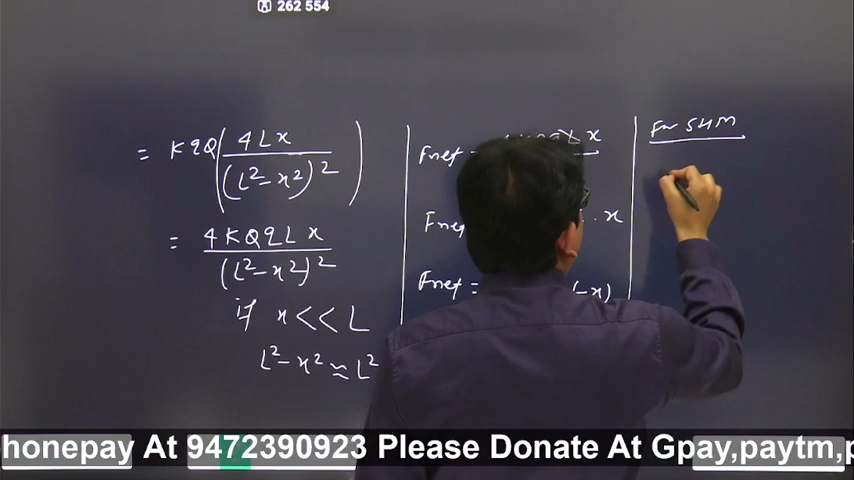 262 554
= KqQ(4Lx / (L²-x²)²)
= 4KQqL x / (L²-x²)²
if x << L
L²-x² ≈ L²
Fnet = x
Fnet . x
Fnet = (-x)
For SHM
honepay At 9472390923 Please Donate At Gpay,paytm,p